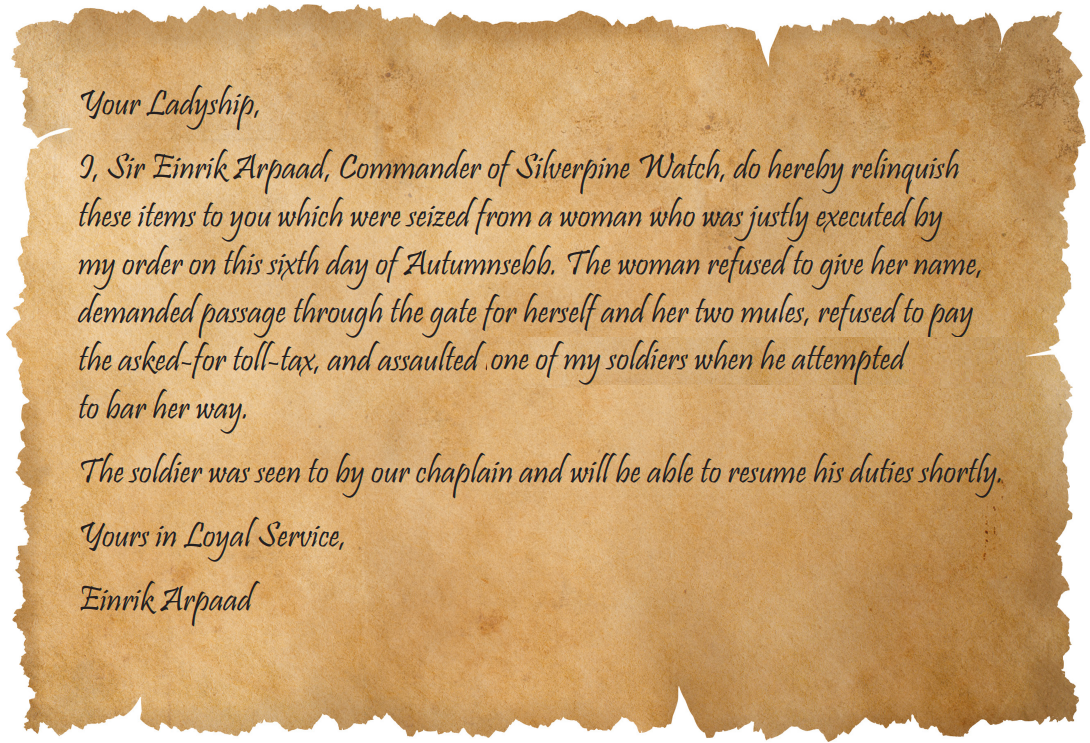 Your Ladyship,
I, Sir Einrik Arpaad, Commander of Silverpine Watch, do hereby relinquish
these items to you which were seized from a woman who was justly executed by
my order on this sixth day of Autumnsebb. The woman refused to give her name,
demanded passage through the gate for herself and her two mules, refused to pay
the asked-for toll-tax, and assaulted one of my soldiers when he attempted
to bar her way.
The soldier was seen to by our chaplain and will be able to resume his duties shortly.
Yours in Loyal Service,
Einrik Arpaad